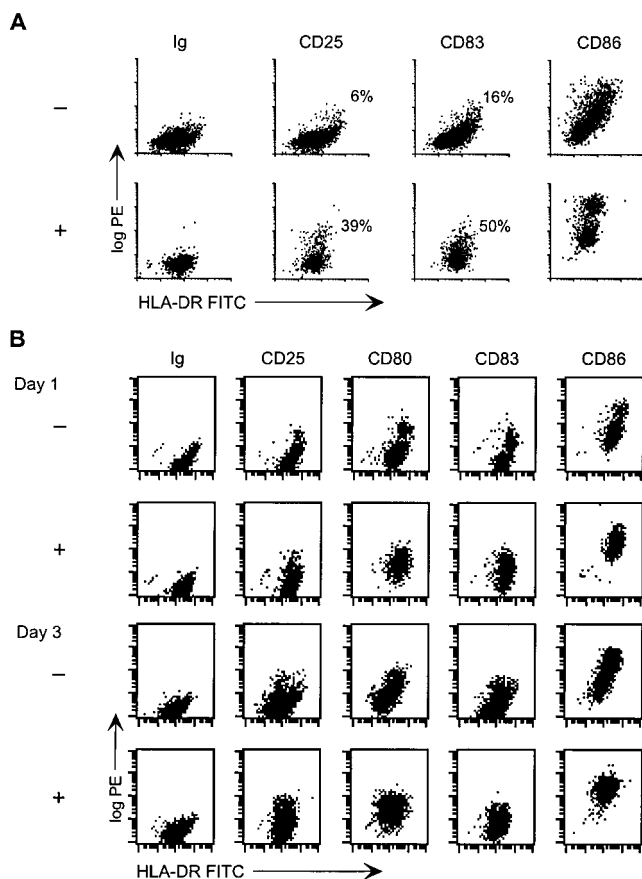 A
Ig CD25 CD83 CD86
− 6% 16%
+ 39% 50%
log PE
HLA-DR FITC
B
Ig CD25 CD80 CD83 CD86
Day 1
−
+
Day 3
−
+
log PE
HLA-DR FITC